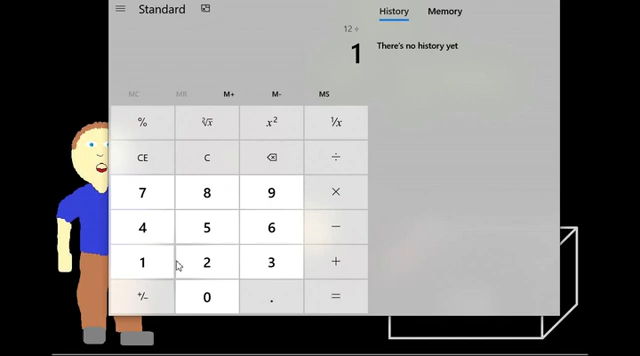 Standard
History Memory
12 +
1
There's no history yet
MC MR M+ M- MS
% ²√x x² ¹/x
CE C ÷
7 8 9 ×
4 5 6 −
1 2 3 +
+/− 0 . =